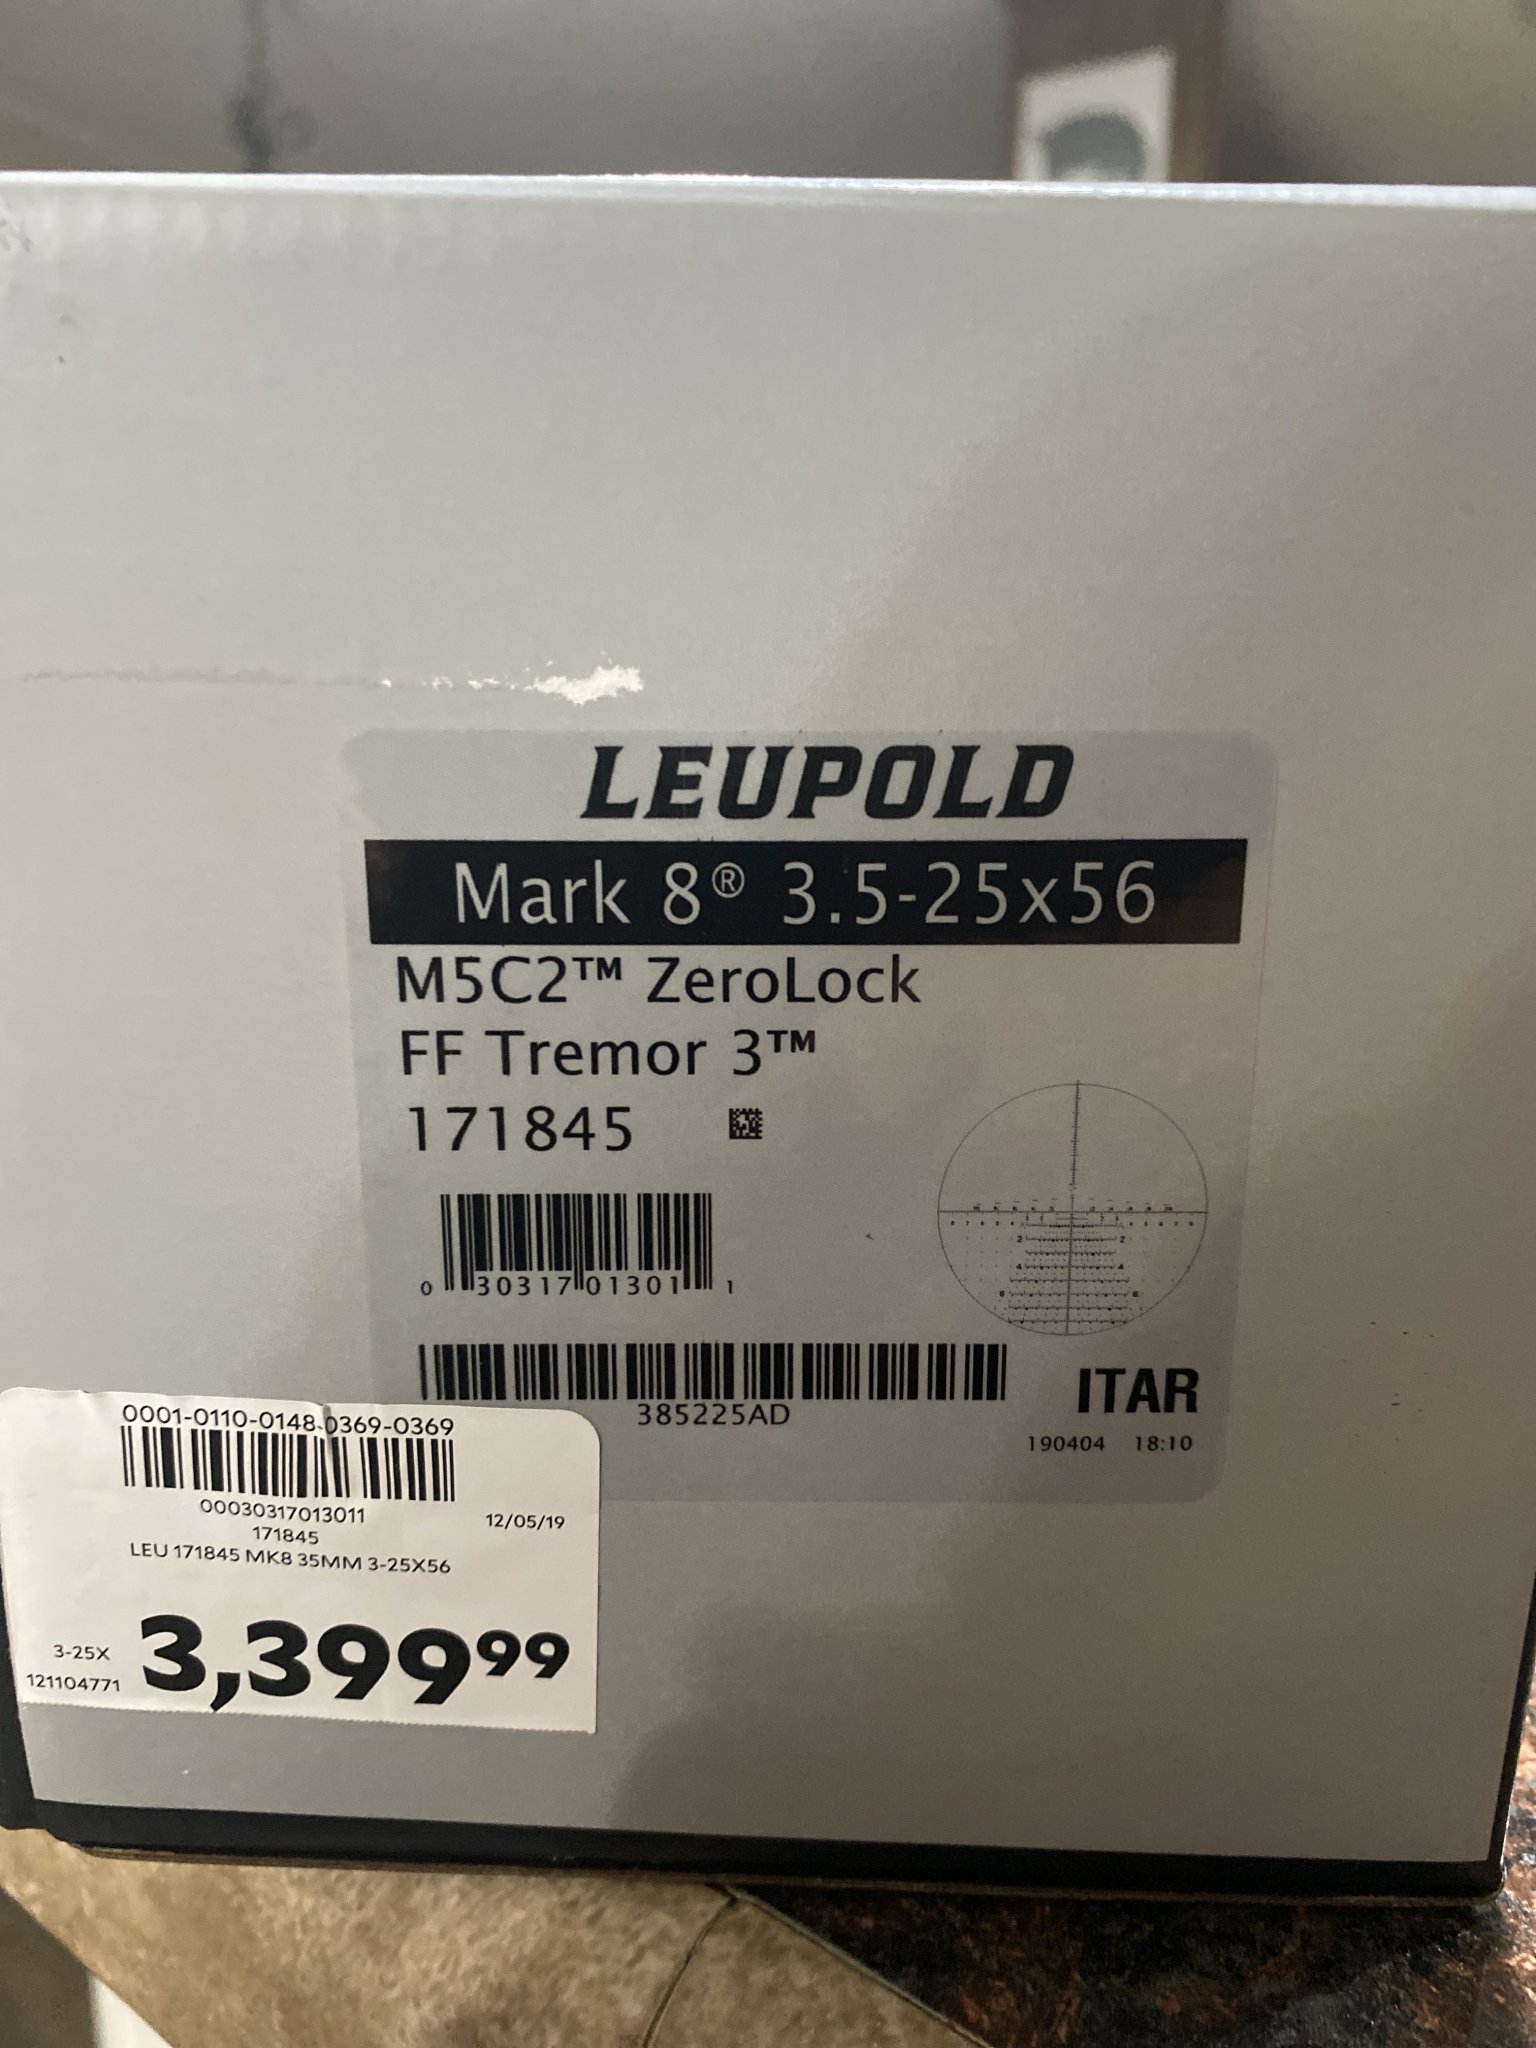 LEUPOLD
Mark 8® 3.5-25x56
M5C2™ ZeroLock
FF Tremor 3™
171845
0 30317 01301 1
385225AD
ITAR
190404 18:10
0001-0110-0148-0369-0369
00030317013011
171845
12/05/19
LEU 171845 MK8 35MM 3-25X56
3-25X
121104771
3,399⁹⁹